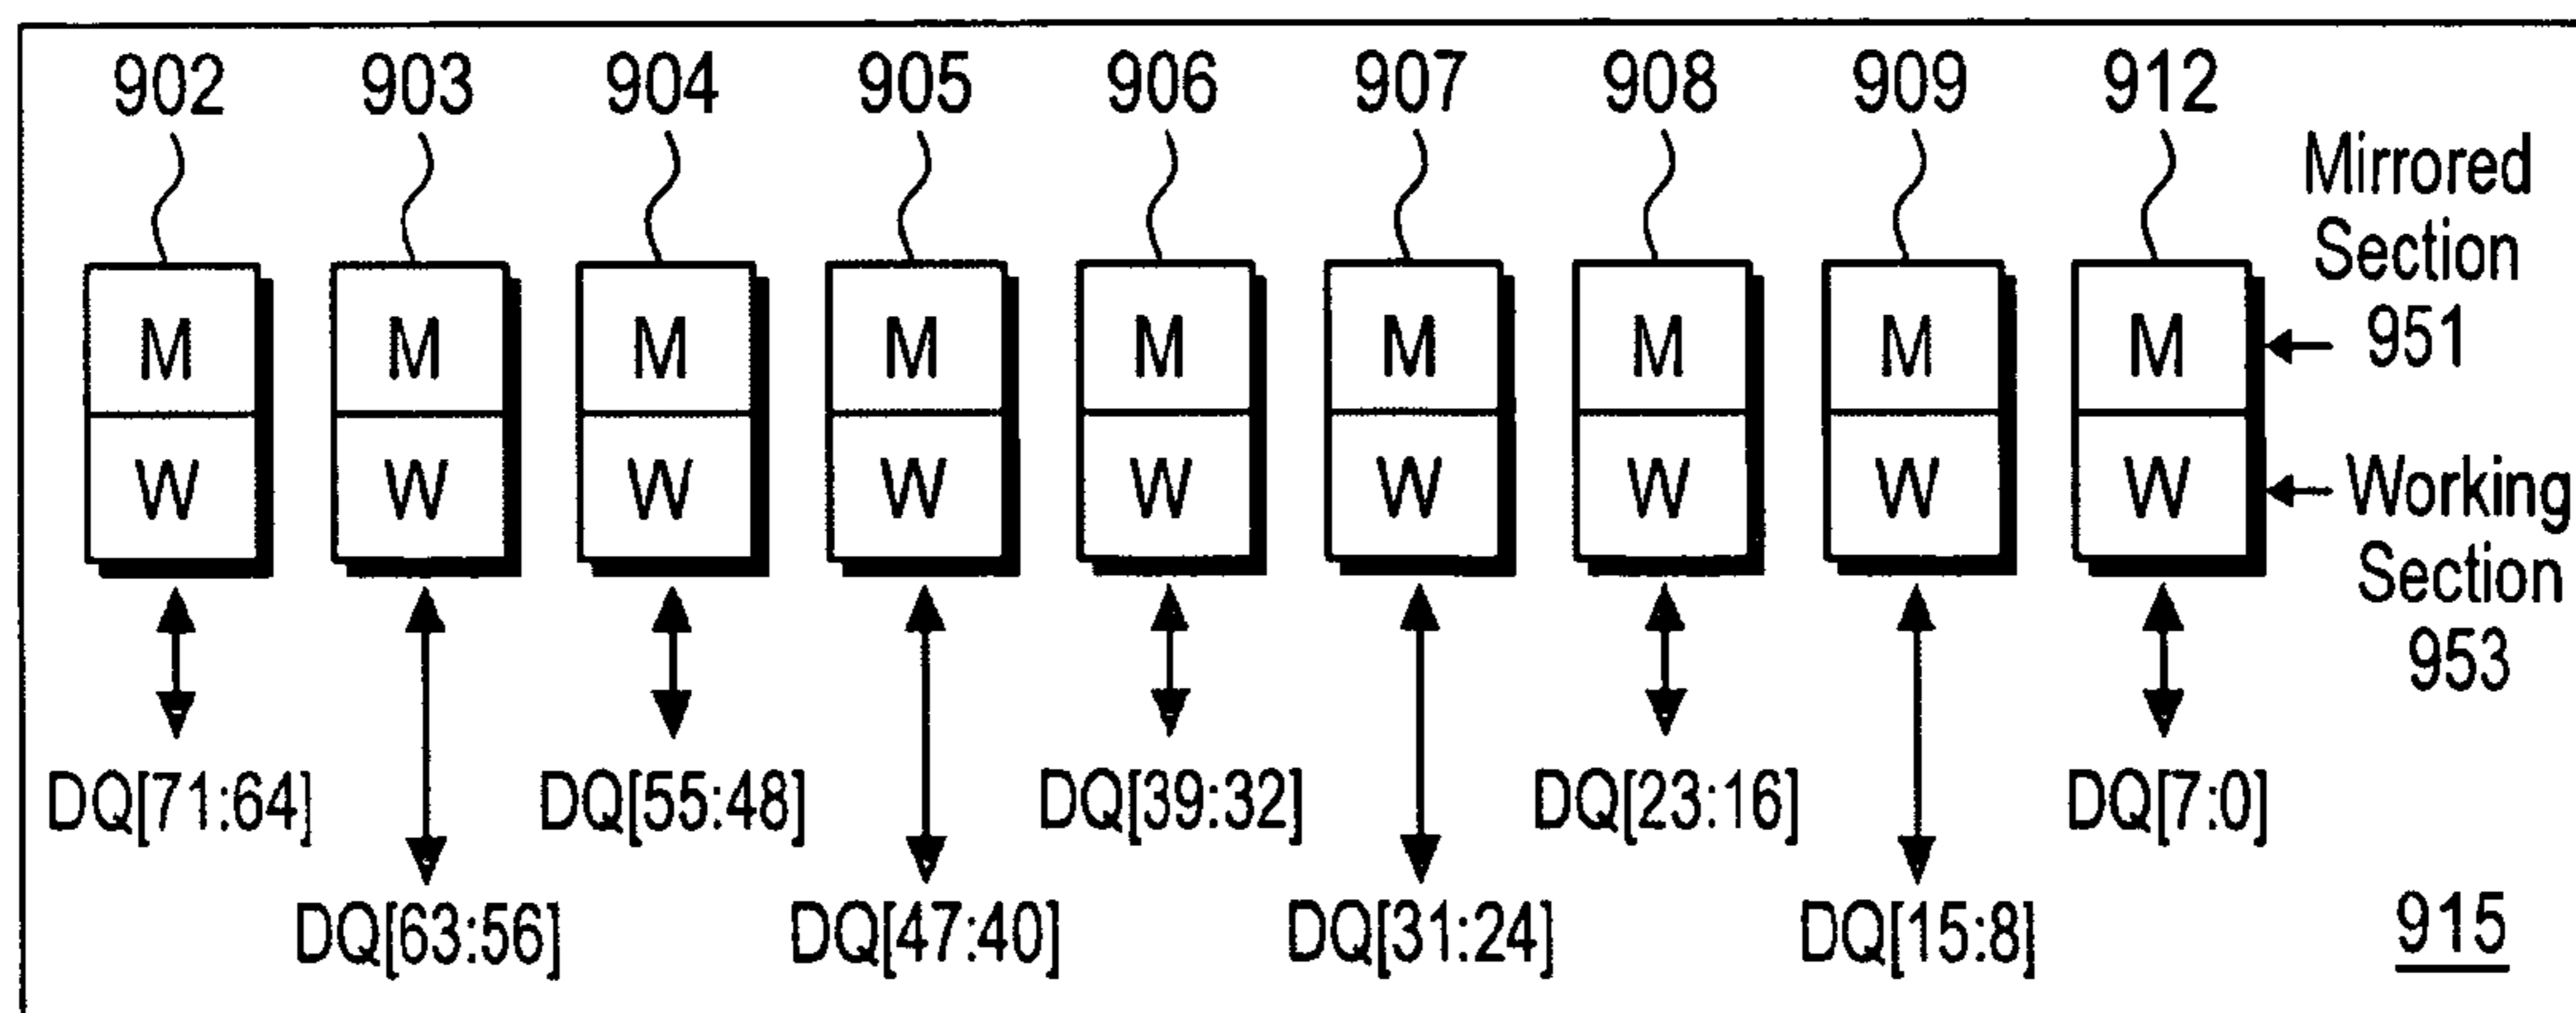 902 903 904 905 906 907 908 909 912
Mirrored
Section
951
M M M M M M M M M
W W W W W W W W W
Working
Section
953
DQ[71:64] DQ[55:48] DQ[39:32] DQ[23:16] DQ[7:0]
DQ[63:56] DQ[47:40] DQ[31:24] DQ[15:8]
915